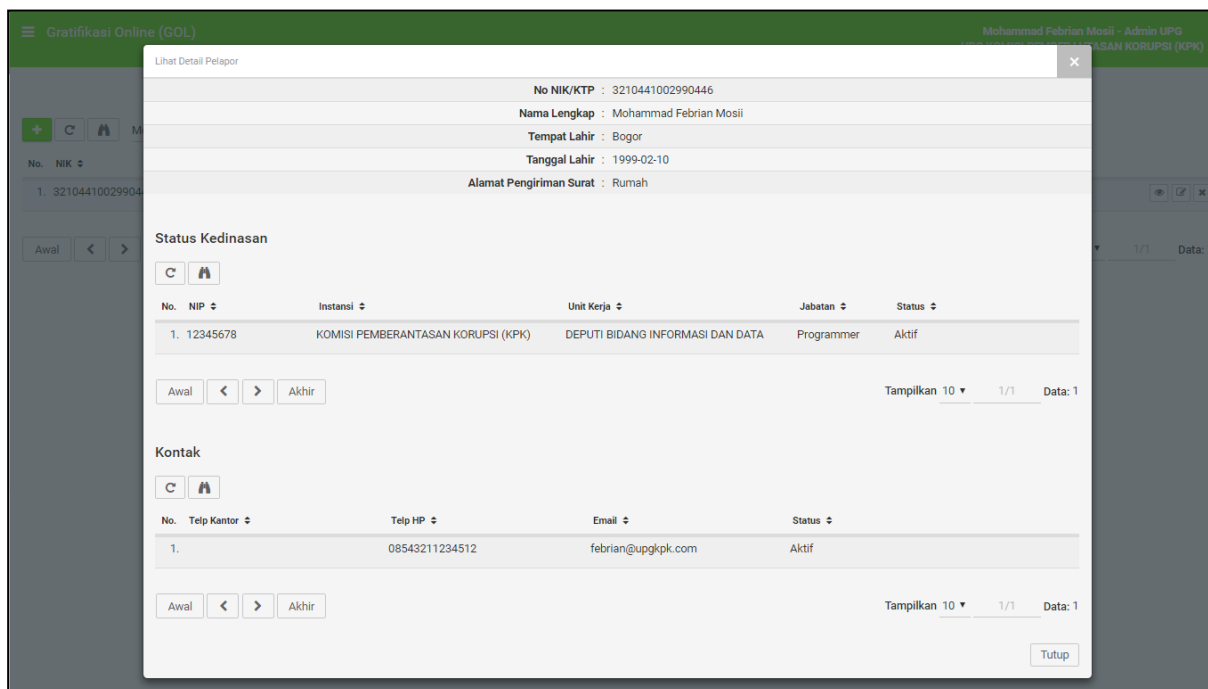 Gratifikasi Online (GOL)
Mohammad Febrian Mosii - Admin UPG
KORUPSI (KPK)
Lihat Detail Pelapor
No NIK/KTP : 3210441002990446
Nama Lengkap : Mohammad Febrian Mosii
Tempat Lahir : Bogor
Tanggal Lahir : 1999-02-10
Alamat Pengiriman Surat : Rumah
No. NIK
1. 32104410029904
Awal
1/1 Data:
Status Kedinasan
No. NIP Instansi Unit Kerja Jabatan Status
1. 12345678 KOMISI PEMBERANTASAN KORUPSI (KPK) DEPUTI BIDANG INFORMASI DAN DATA Programmer Aktif
Awal < > Akhir Tampilkan 10 1/1 Data: 1
Kontak
No. Telp Kantor Telp HP Email Status
1. 08543211234512 febrian@upgkpk.com Aktif
Awal < > Akhir Tampilkan 10 1/1 Data: 1
Tutup